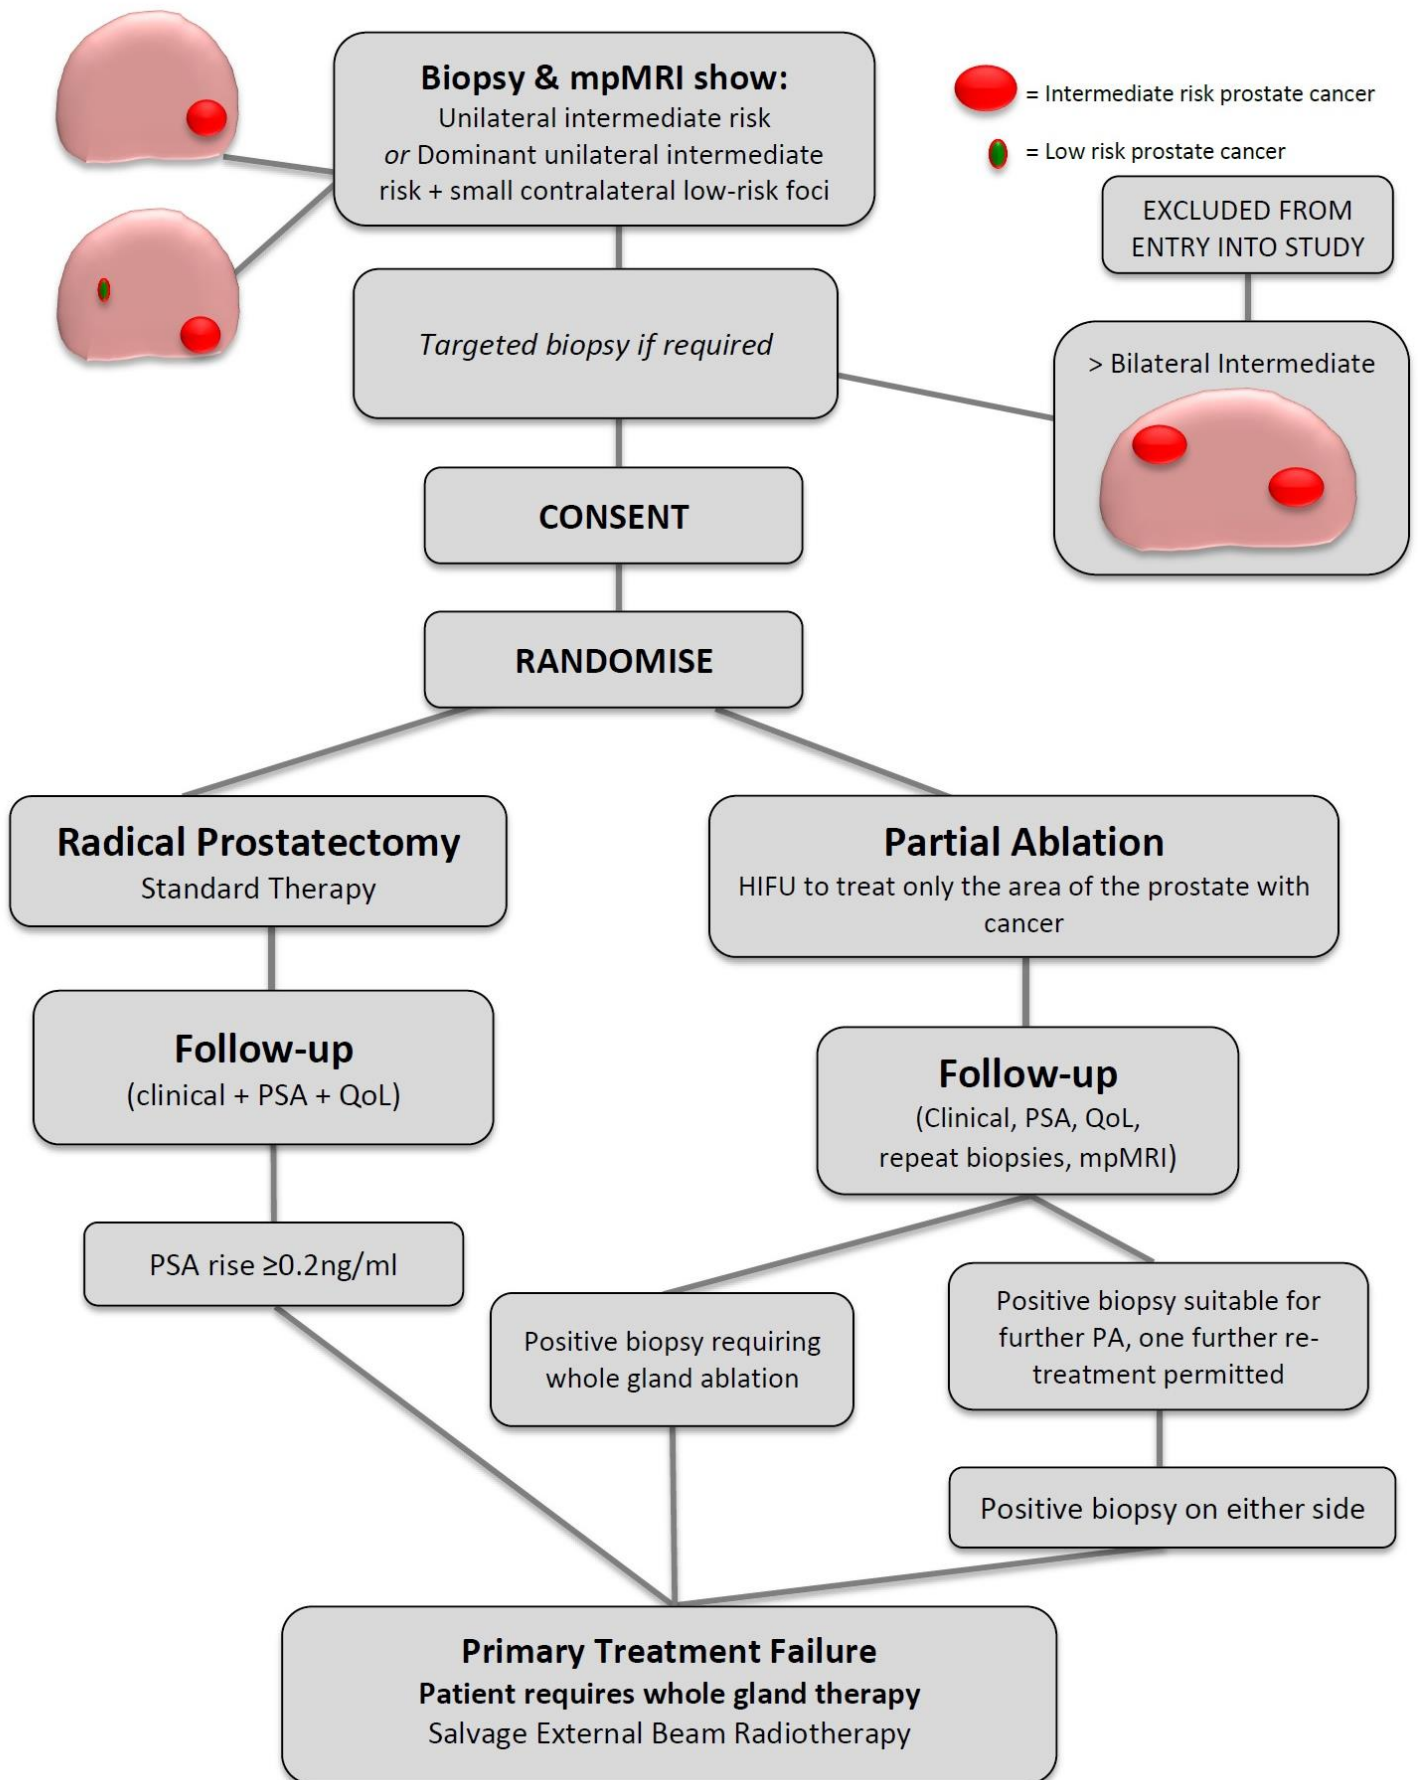 Biopsy & mpMRI show:
Unilateral intermediate risk
or Dominant unilateral intermediate
risk + small contralateral low-risk foci
= Intermediate risk prostate cancer
= Low risk prostate cancer
EXCLUDED FROM
ENTRY INTO STUDY
Targeted biopsy if required
> Bilateral Intermediate
CONSENT
RANDOMISE
Radical Prostatectomy
Standard Therapy
Partial Ablation
HIFU to treat only the area of the prostate with
cancer
Follow-up
(clinical + PSA + QoL)
Follow-up
(Clinical, PSA, QoL,
repeat biopsies, mpMRI)
PSA rise ≥0.2ng/ml
Positive biopsy requiring
whole gland ablation
Positive biopsy suitable for
further PA, one further re-
treatment permitted
Positive biopsy on either side
Primary Treatment Failure
Patient requires whole gland therapy
Salvage External Beam Radiotherapy